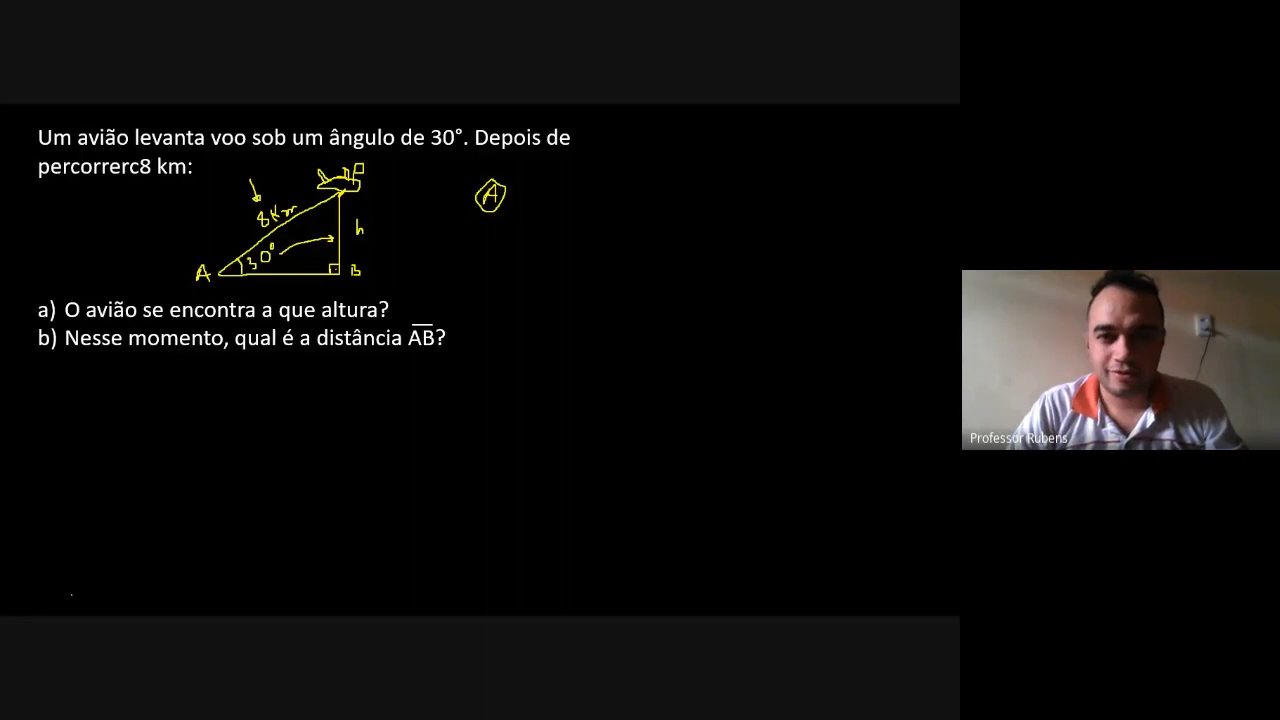 Um avião levanta voo sob um ângulo de 30°. Depois de
percorrerc8 km:
8 Km
h
30°
A
B
A
a) O avião se encontra a que altura?
b) Nesse momento, qual é a distância A̅B̅?
Professor Rubens